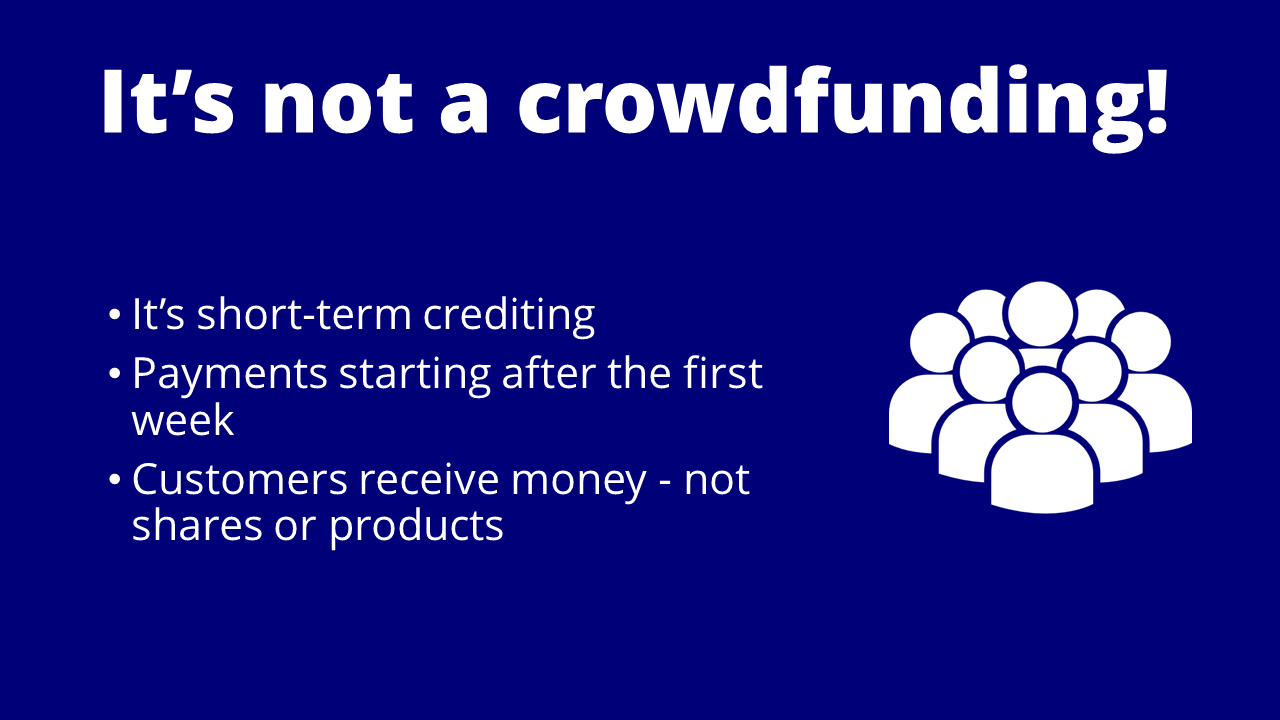 It’s not a crowdfunding!
• It’s short-term crediting
• Payments starting after the first
week
• Customers receive money - not
shares or products